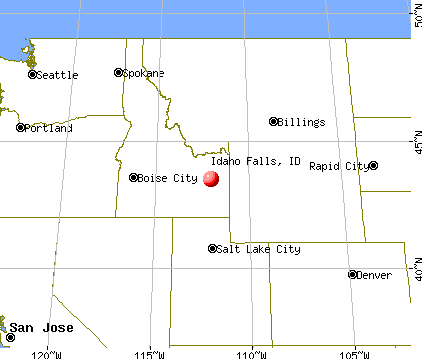 50°N
Seattle
Spokane
Portland
Billings
45°N
Idaho Falls, ID
Rapid City
Boise City
Salt Lake City
40°N
Denver
San Jose
120°W
115°W
110°W
105°W